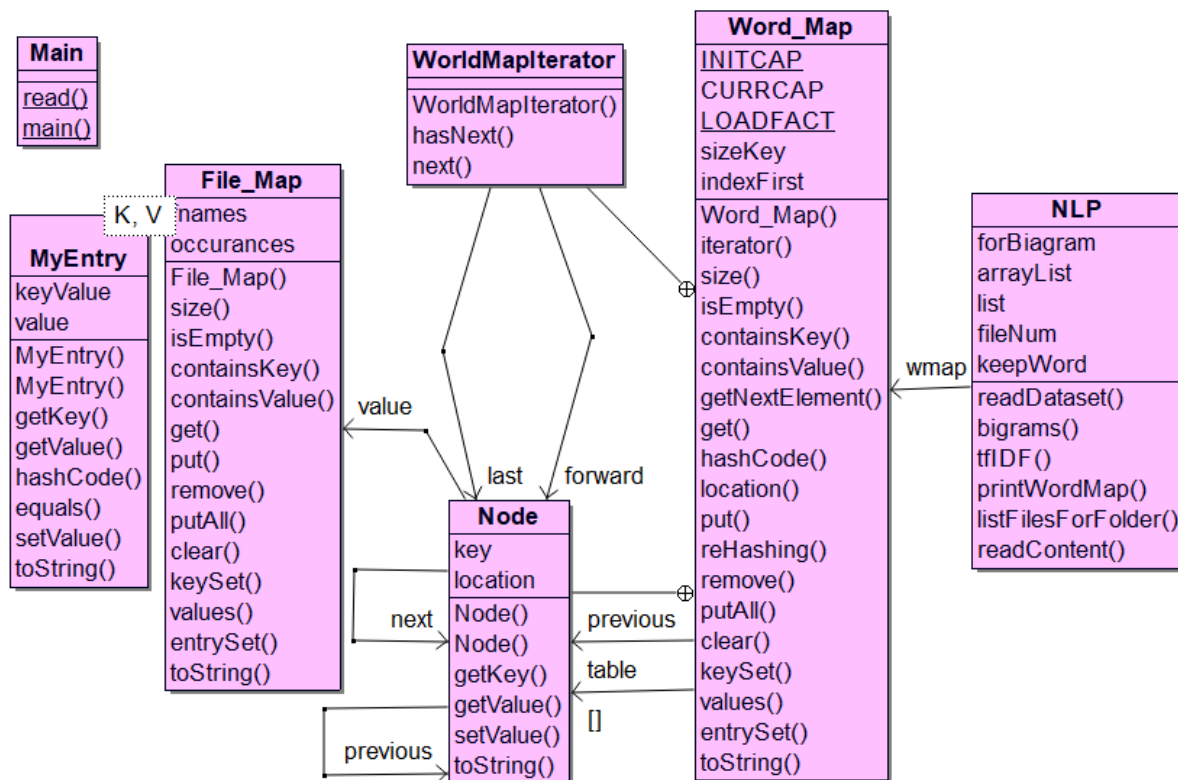 Main
read()
main()
K, V
MyEntry
keyValue
value
MyEntry()
MyEntry()
getKey()
getValue()
hashCode()
equals()
setValue()
toString()
File_Map
fnames
occurances
File_Map()
size()
isEmpty()
containsKey()
containsValue()
get()
put()
remove()
putAll()
clear()
keySet()
values()
entrySet()
toString()
WorldMapIterator
WorldMapIterator()
hasNext()
next()
value
last
forward
Node
key
location
Node()
Node()
getKey()
getValue()
setValue()
toString()
next
previous
previous
table
[]
Word_Map
INITCAP
CURRCAP
LOADFACT
sizeKey
indexFirst
Word_Map()
iterator()
size()
isEmpty()
containsKey()
containsValue()
getNextElement()
get()
hashCode()
location()
put()
reHashing()
remove()
putAll()
clear()
keySet()
values()
entrySet()
toString()
wmap
NLP
forBiagram
arrayList
list
fileNum
keepWord
readDataset()
bigrams()
tfIDF()
printWordMap()
listFilesForFolder()
readContent()